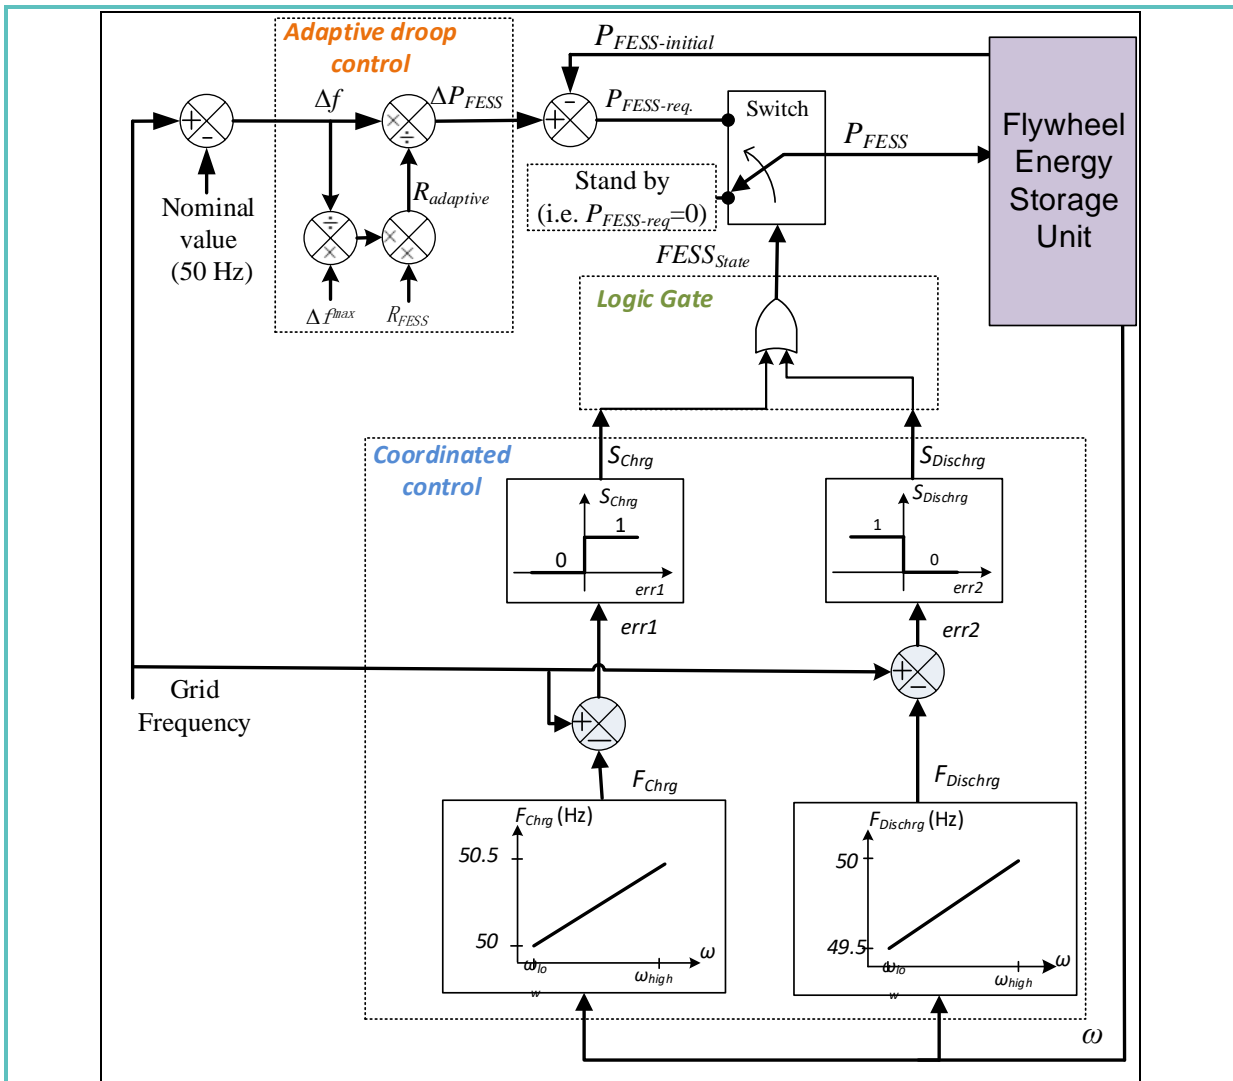 Adaptive droop
control
P_FESS-initial
Δf
ΔP_FESS
P_FESS-req.
Switch
P_FESS
Flywheel
Energy
Storage
Unit
+
-
×
÷
+
-
Nominal
value
(50 Hz)
R_adaptive
÷
×
×
×
Δf^max
R_FESS
Stand by
(i.e. P_FESS-req=0)
FESS_State
Logic Gate
Coordinated
control
S_Chrg
S_Dischrg
S_Chrg
1
0
err1
S_Dischrg
1
0
err2
err1
err2
+
-
+
-
Grid
Frequency
F_Chrg
F_Dischrg
F_Chrg (Hz)
50.5
50
ω_low
ω_high
ω
F_Dischrg (Hz)
50
49.5
ω_low
ω_high
ω
ω